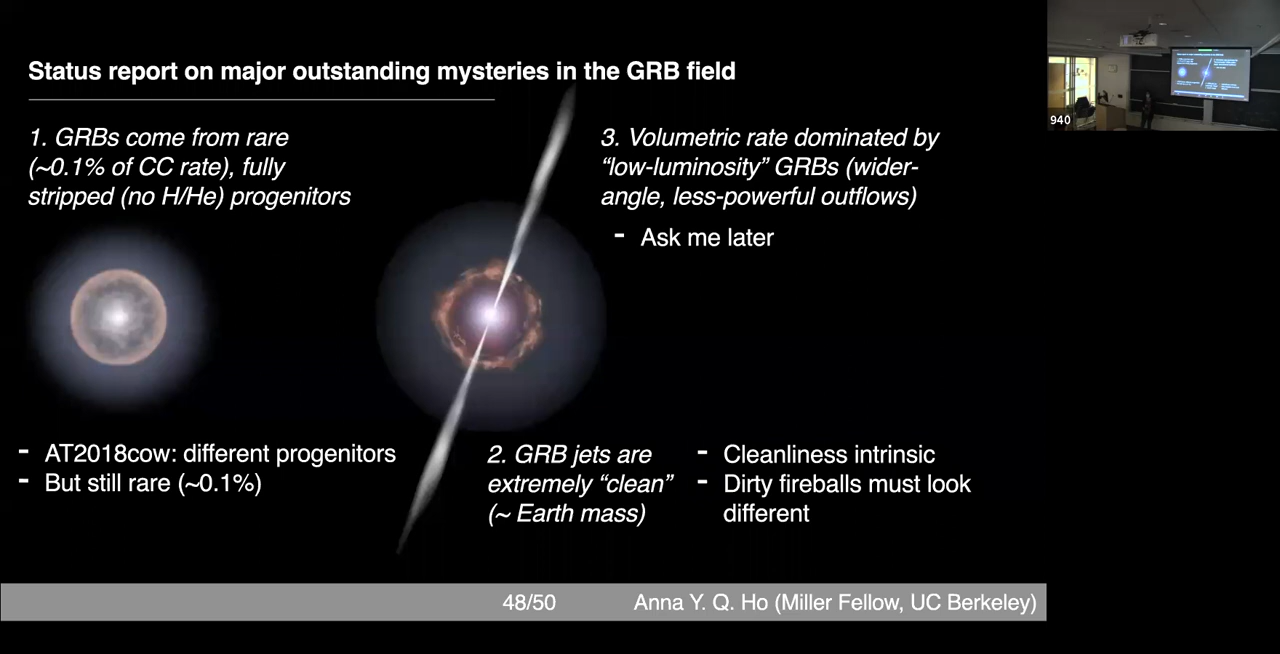 Status report on major outstanding mysteries in the GRB field
1. GRBs come from rare
(~0.1% of CC rate), fully
stripped (no H/He) progenitors
3. Volumetric rate dominated by
“low-luminosity” GRBs (wider-
angle, less-powerful outflows)
- Ask me later
- AT2018cow: different progenitors
- But still rare (~0.1%)
2. GRB jets are
extremely “clean”
(~ Earth mass)
- Cleanliness intrinsic
- Dirty fireballs must look
different
48/50
Anna Y. Q. Ho (Miller Fellow, UC Berkeley)
940